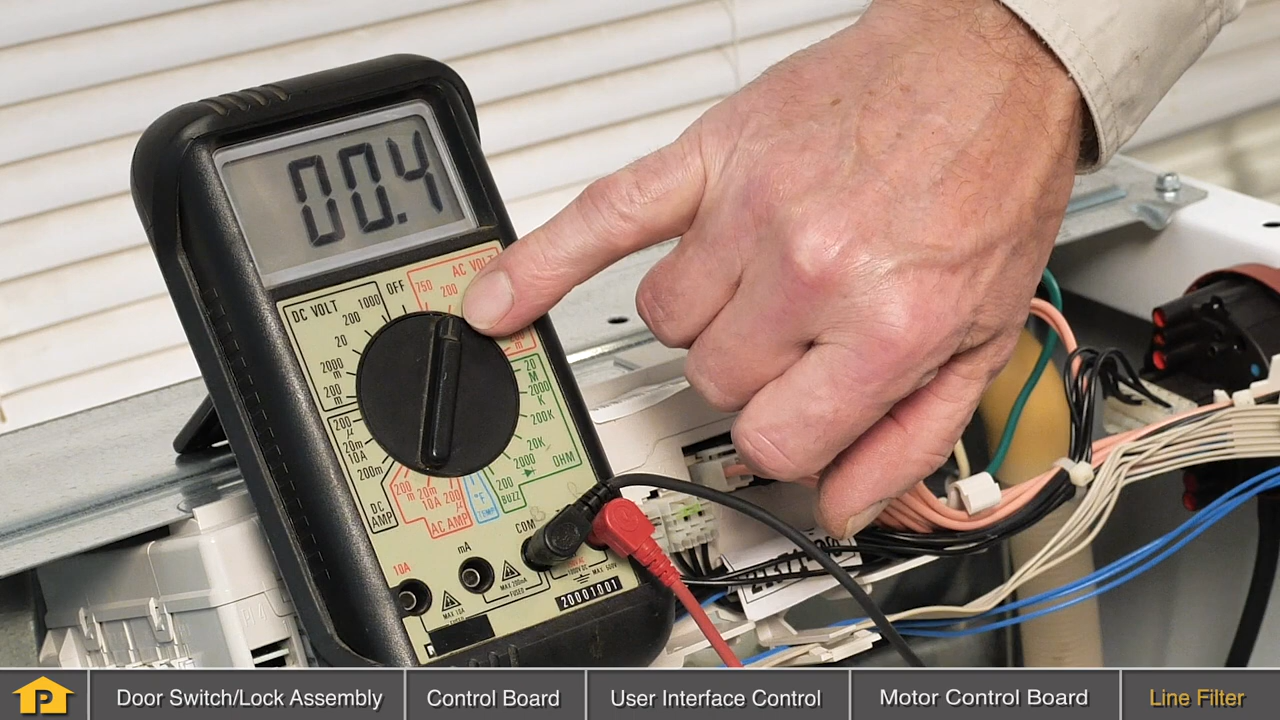 00.4
DC VOLT
1000
OFF
750
AC VOLT
200
200
20
2000
m
200
m
200
μ
20m
10A
200m
DC
AMP
200
m
20m
10A
200
μ
AC AMP
°F
TEMP
200
BUZZ
2000
20K
200K
2000
K
20
M
OHM
COM
mA
10A
MAX 200mA
FUSED
MAX 10A
20001001
P
Door Switch/Lock Assembly
Control Board
User Interface Control
Motor Control Board
Line Filter